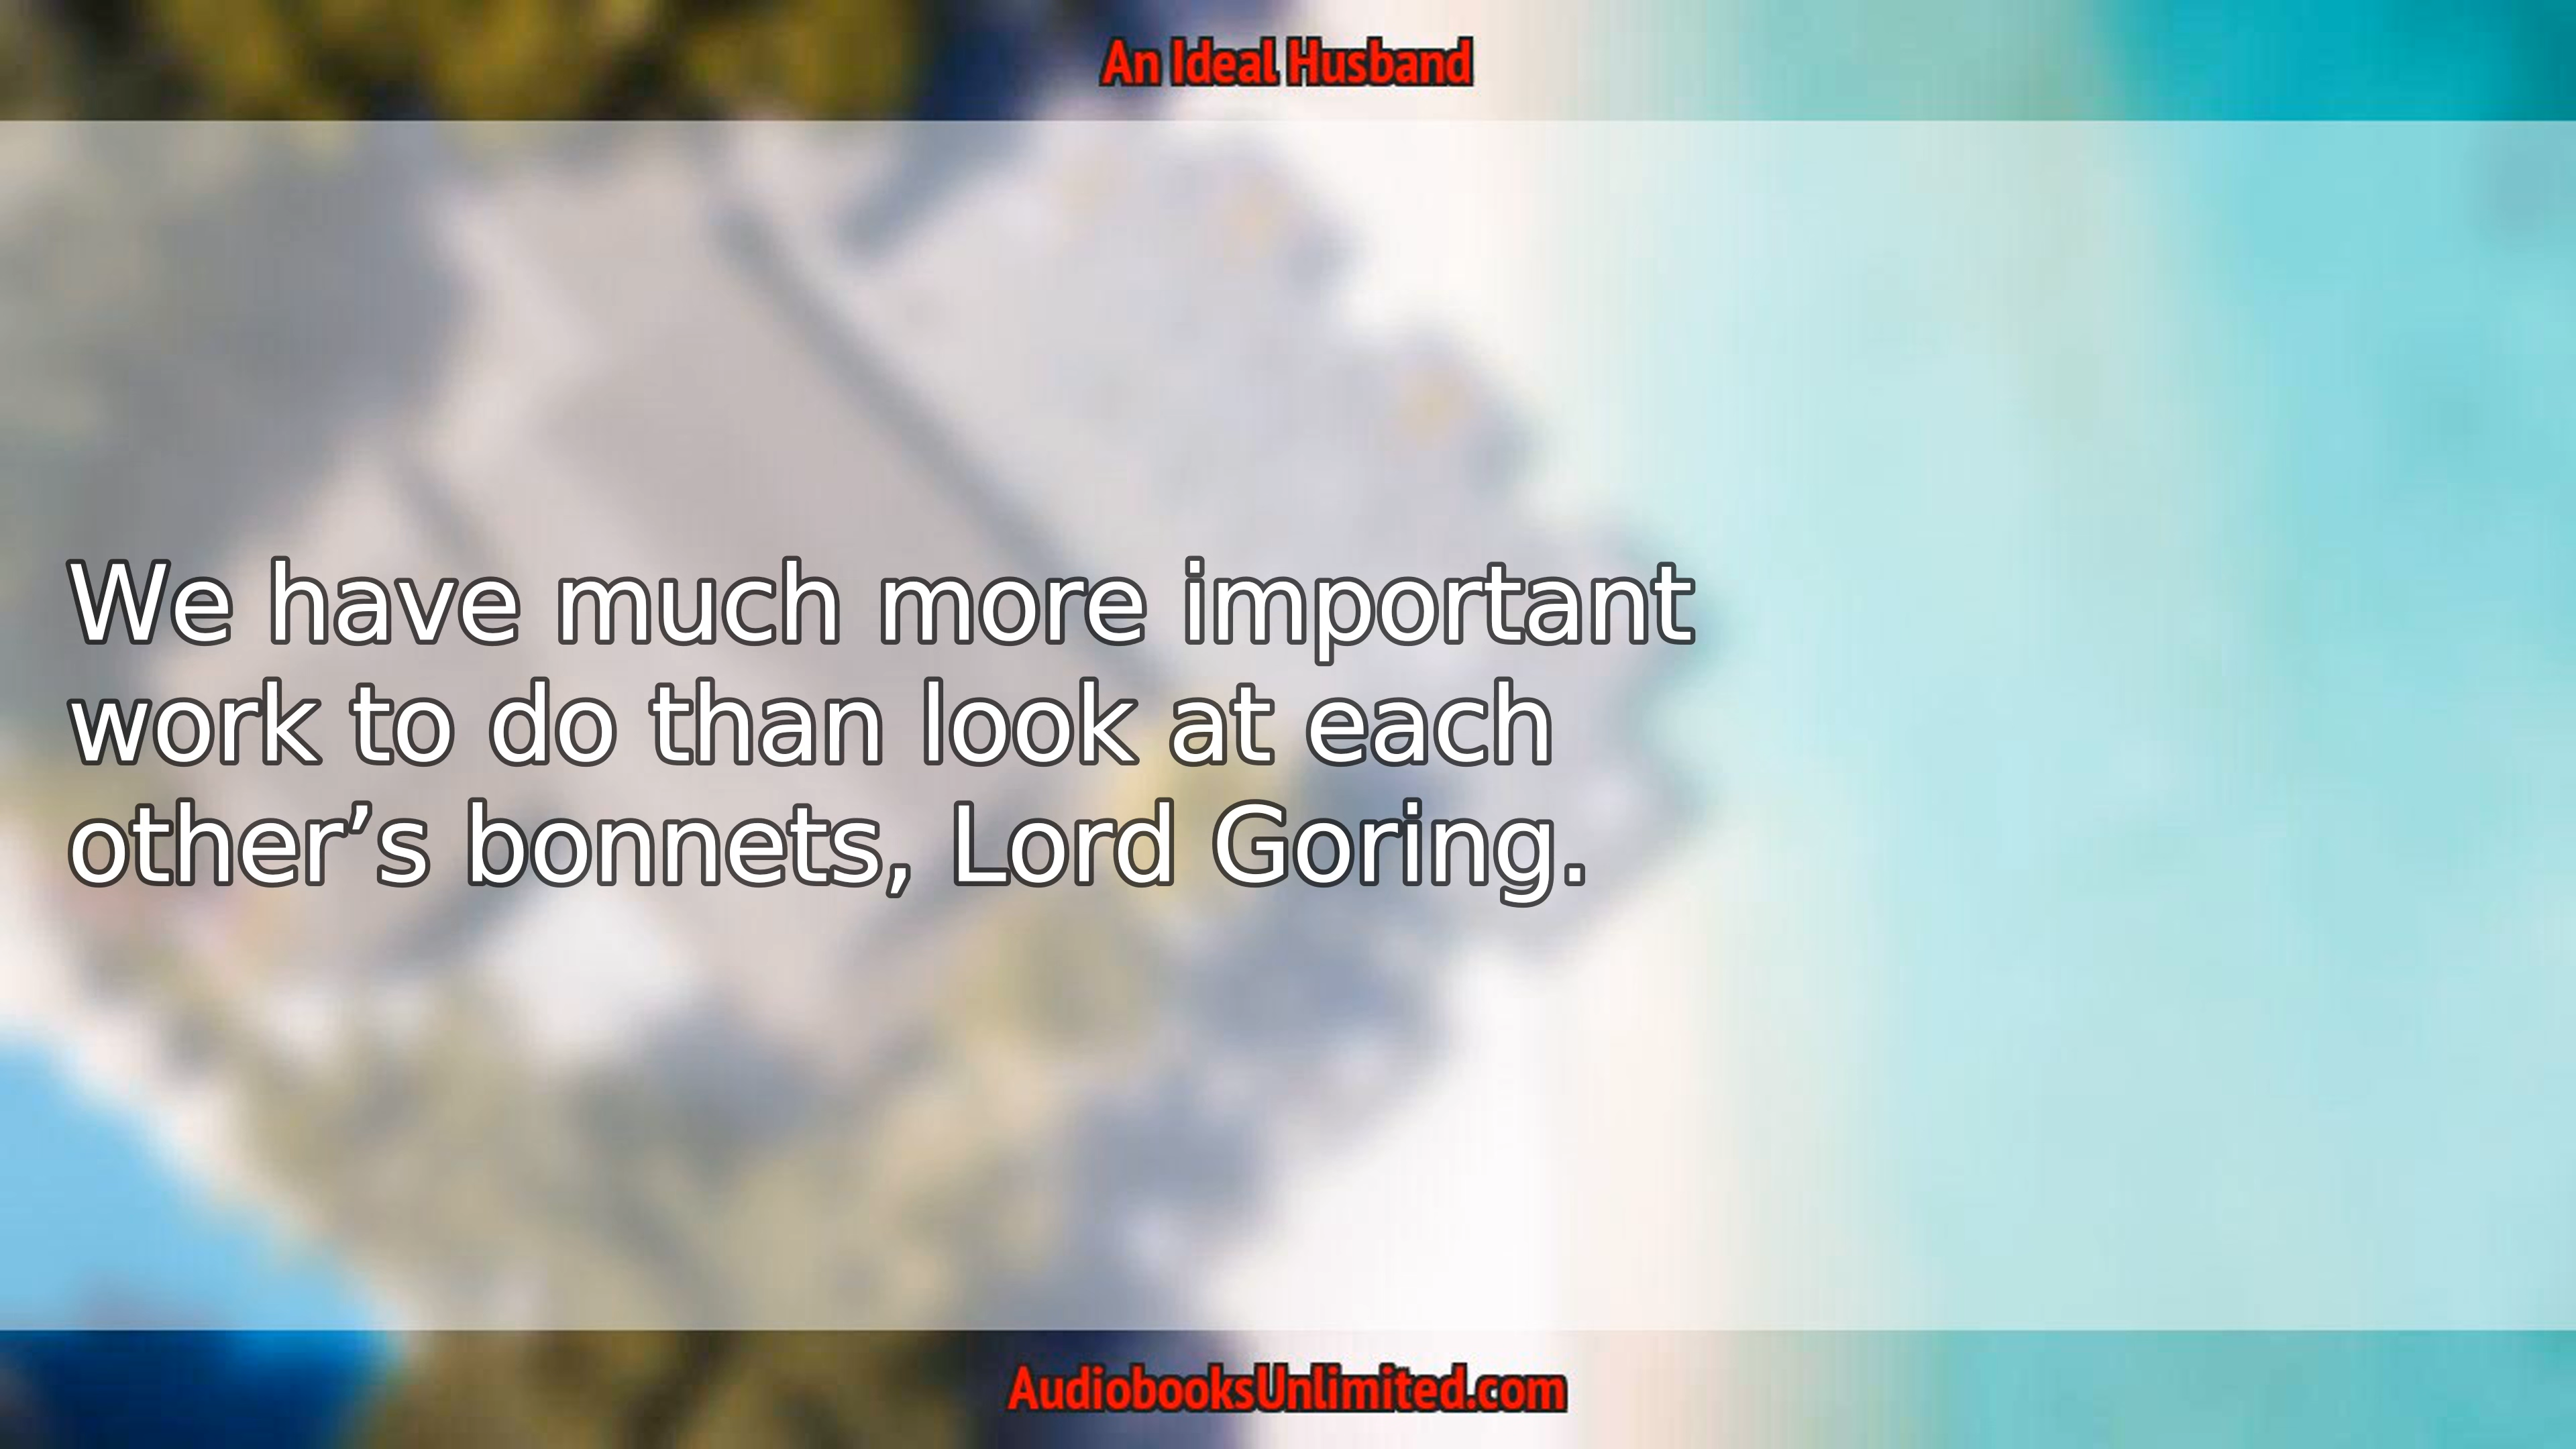 An Ideal Husband
We have much more important
work to do than look at each
other’s bonnets, Lord Goring.
AudiobooksUnlimited.com